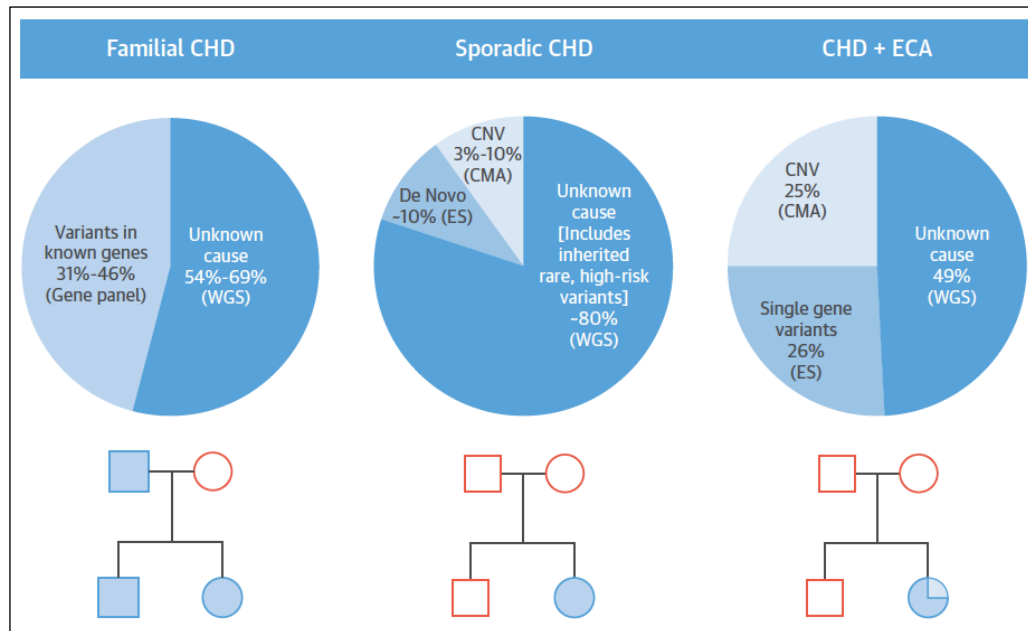 Familial CHD
Sporadic CHD
CHD + ECA
Variants in
known genes
31%-46%
(Gene panel)
Unknown
cause
54%-69%
(WGS)
CNV
3%-10%
(CMA)
De Novo
~10% (ES)
Unknown
cause
[Includes
inherited
rare, high-risk
variants]
~80%
(WGS)
CNV
25%
(CMA)
Single gene
variants
26%
(ES)
Unknown
cause
49%
(WGS)